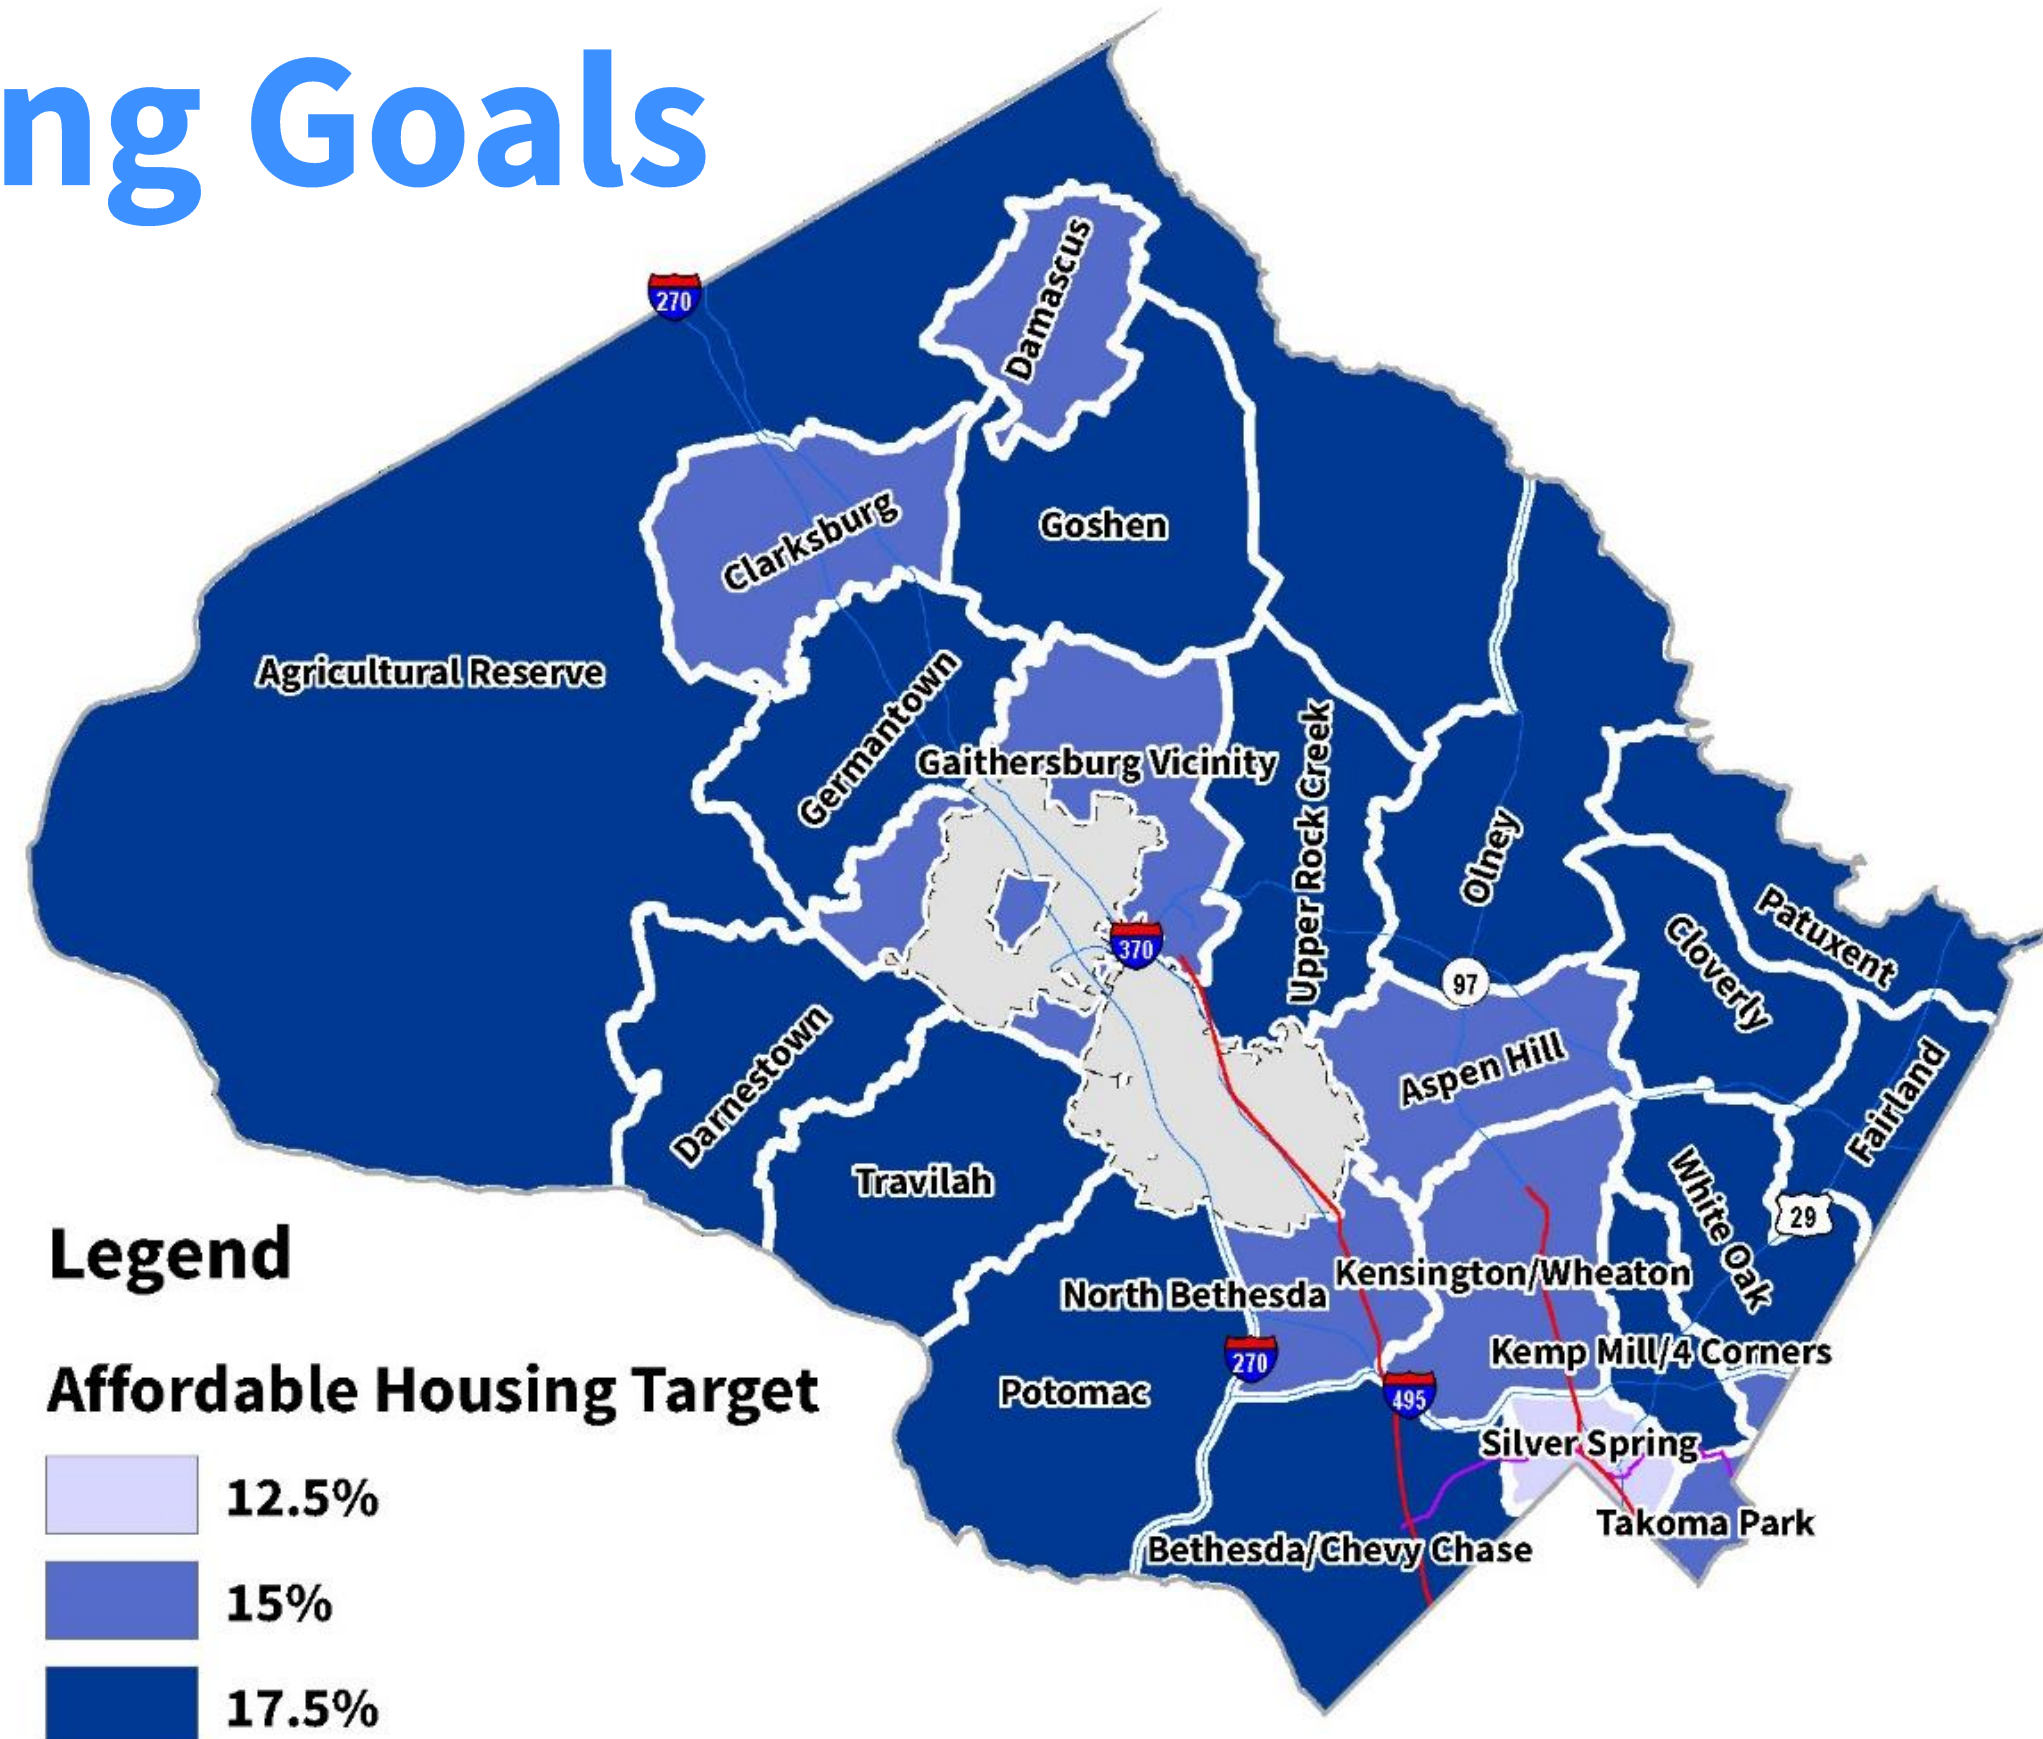 ng Goals
270
Damascus
Clarksburg
Goshen
Agricultural Reserve
Germantown
Gaithersburg Vicinity
Upper Rock Creek
Olney
Patuxent
Cloverly
370
97
Darnestown
Aspen Hill
Fairland
Travilah
White Oak
29
Kensington/Wheaton
North Bethesda
Kemp Mill/4 Corners
270
Potomac
495
Silver Spring
Takoma Park
Bethesda/Chevy Chase
Legend
Affordable Housing Target
12.5%
15%
17.5%